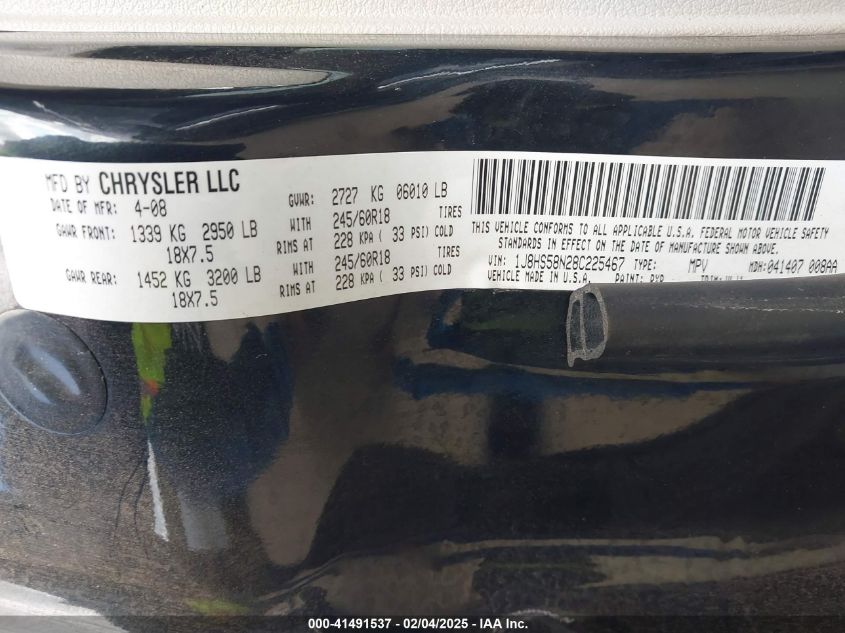 MFD BY CHRYSLER LLC
DATE OF MFR: 4-08 GVWR: 2727 KG 06010 LB
GAWR FRONT: 1339 KG 2950 LB WITH 245/60R18 TIRES
18X7.5 RIMS AT 228 KPA ( 33 PSI) COLD
GAWR REAR: 1452 KG 3200 LB WITH 245/60R18 TIRES
18X7.5 RIMS AT 228 KPA ( 33 PSI) COLD
THIS VEHICLE CONFORMS TO ALL APPLICABLE U.S.A. FEDERAL MOTOR VEHICLE SAFETY
STANDARDS IN EFFECT ON THE DATE OF MANUFACTURE SHOWN ABOVE.
VIN: 1J8HS58N28C225467 TYPE: MPV MDH:041407 008AA
VEHICLE MADE IN U.S.A. PAINT:
000-41491537 - 02/04/2025 - IAA.